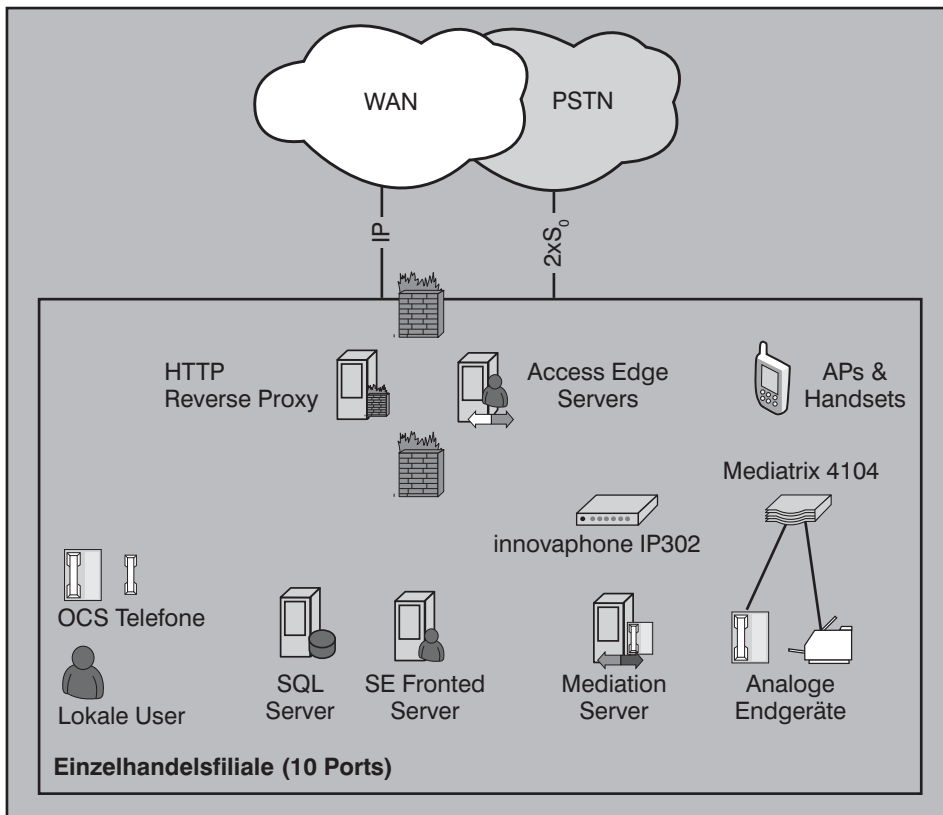 WAN
PSTN
IP
2xS₀
HTTP
Reverse Proxy
Access Edge
Servers
APs &
Handsets
Mediatrix 4104
innovaphone IP302
OCS Telefone
Lokale User
SQL
Server
SE Fronted
Server
Mediation
Server
Analoge
Endgeräte
Einzelhandelsfiliale (10 Ports)